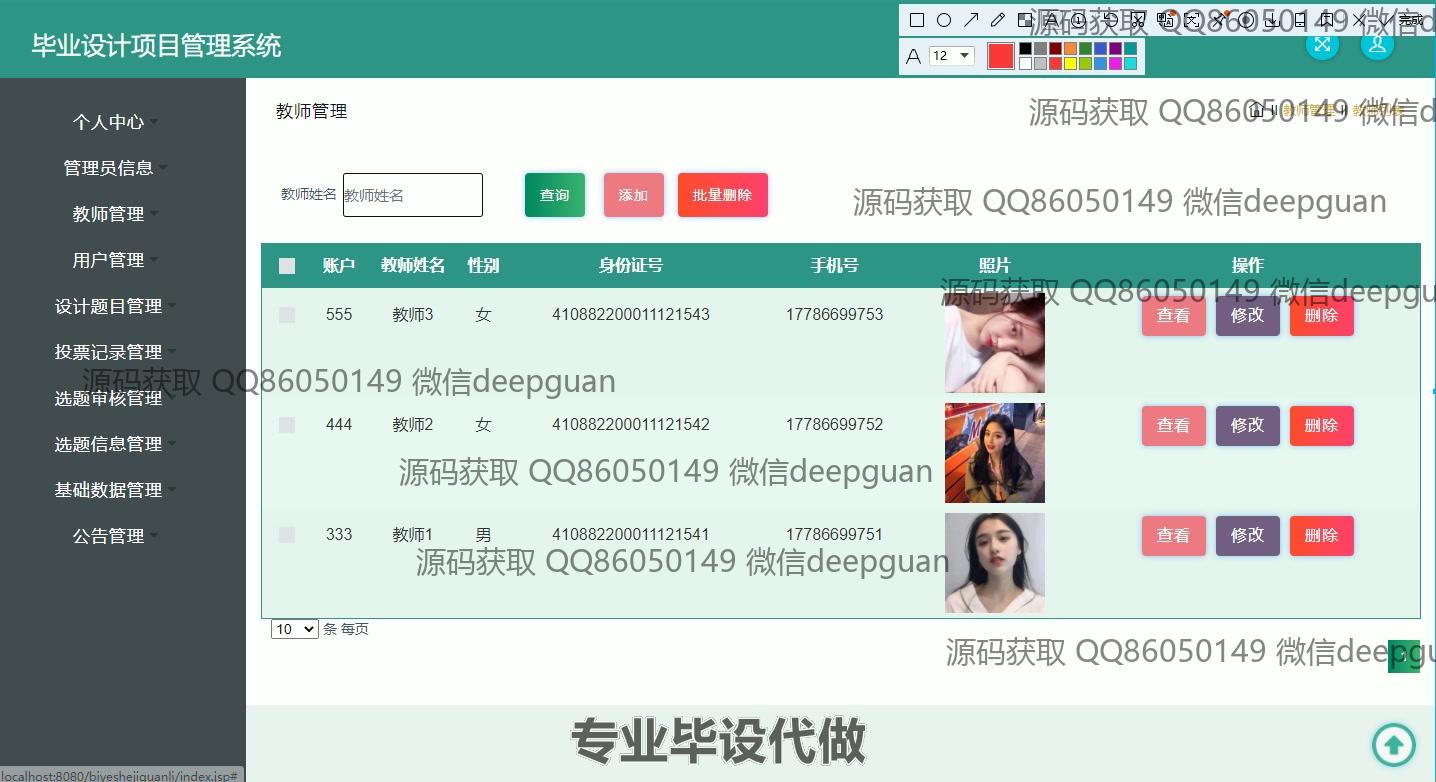 毕业设计项目管理系统
12
完成
源码获取 QQ86050149 微信d
个人中心
管理员信息
教师管理
用户管理
设计题目管理
投票记录管理
选题审核管理
选题信息管理
基础数据管理
公告管理
教师管理
源码获取 QQ86050149 微信d
教师姓名 教师姓名 查询 添加 批量删除
源码获取 QQ86050149 微信deepguan
账户 教师姓名 性别 身份证号 手机号 照片 操作
源码获取 QQ86050149 微信deepgu
555 教师3 女 410882200011121543 17786699753 查看 修改 删除
源码获取 QQ86050149 微信deepguan
444 教师2 女 410882200011121542 17786699752 查看 修改 删除
源码获取 QQ86050149 微信deepguan
333 教师1 男 410882200011121541 17786699751 查看 修改 删除
源码获取 QQ86050149 微信deepguan
10 条 每页
源码获取 QQ86050149 微信deepgu
1
专业毕设代做
localhost:8080/biyeshejiguanli/index.jsp#